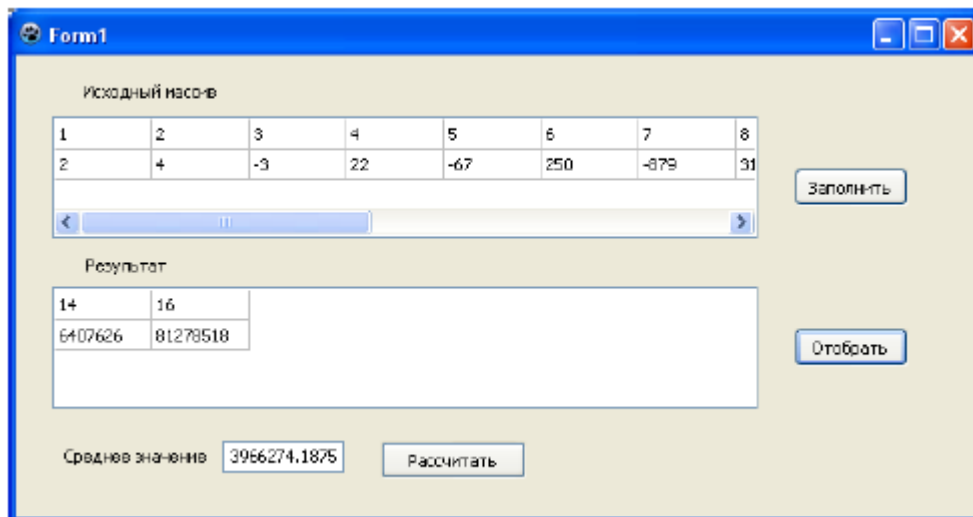 Form1
Исходный массив
1 2 3 4 5 6 7 8
2 4 -3 22 -67 250 -879 31
Заполнить
Результат
14 16
6407626 81278518
Отобрать
Среднее значение 3966274.1875 Рассчитать